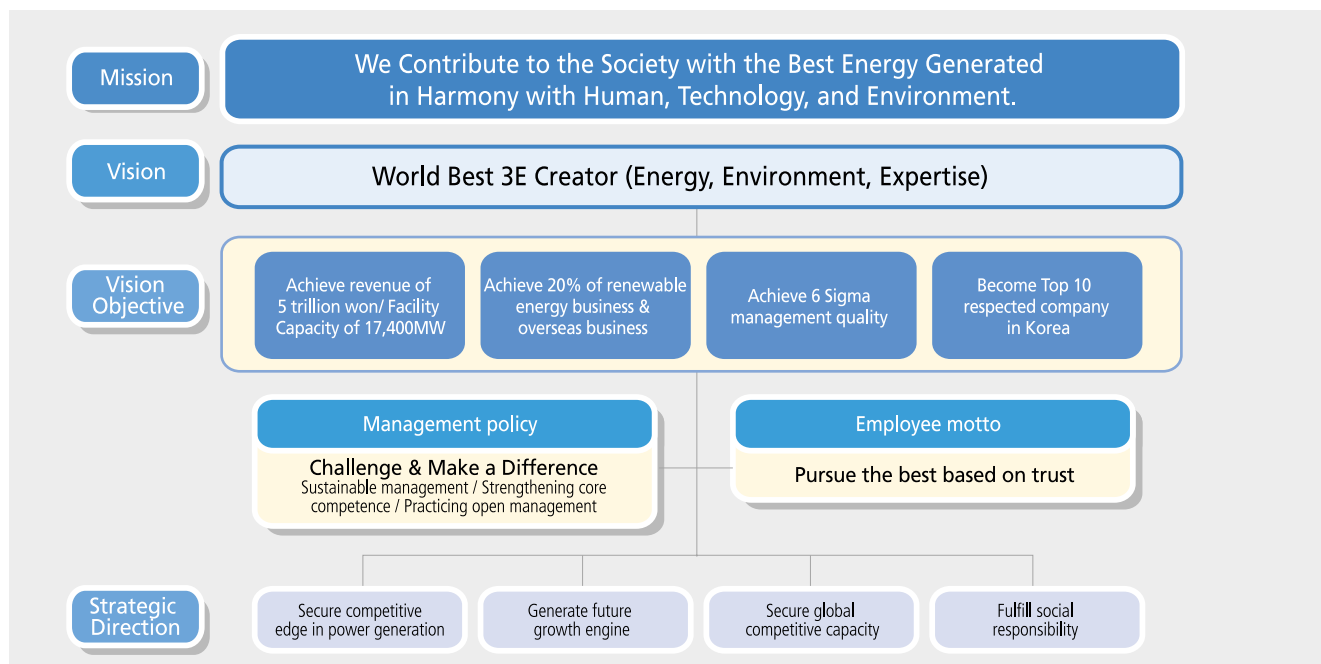 Mission
We Contribute to the Society with the Best Energy Generated
in Harmony with Human, Technology, and Environment.
Vision
World Best 3E Creator (Energy, Environment, Expertise)
Vision
Objective
Achieve revenue of
5 trillion won/ Facility
Capacity of 17,400MW
Achieve 20% of renewable
energy business &
overseas business
Achieve 6 Sigma
management quality
Become Top 10
respected company
in Korea
Management policy
Challenge & Make a Difference
Sustainable management / Strengthening core
competence / Practicing open management
Employee motto
Pursue the best based on trust
Strategic
Direction
Secure competitive
edge in power generation
Generate future
growth engine
Secure global
competitive capacity
Fulfill social
responsibility